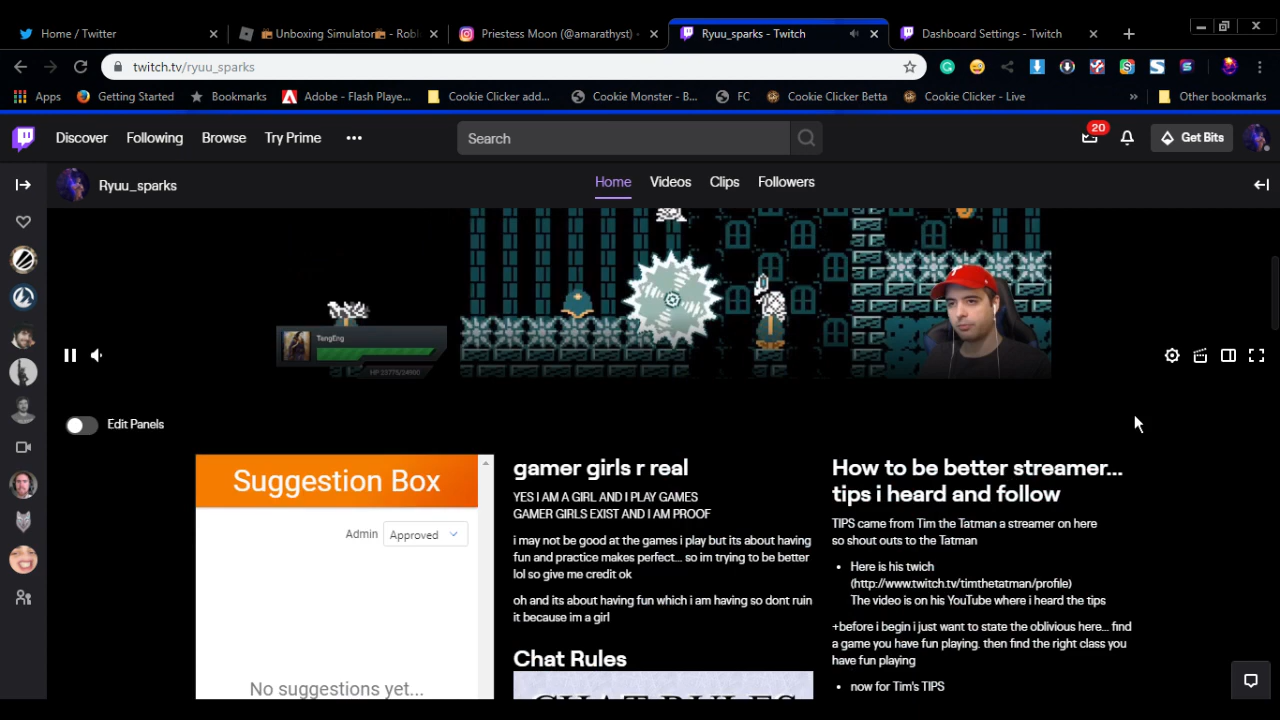 Home / Twitter
Unboxing Simulator - Robl
Priestess Moon (@amarathyst) •
Ryuu_sparks - Twitch
Dashboard Settings - Twitch
twitch.tv/ryuu_sparks
Apps
Getting Started
Bookmarks
Adobe - Flash Playe...
Cookie Clicker add...
Cookie Monster - B...
FC
Cookie Clicker Betta
Cookie Clicker - Live
»
Other bookmarks
Discover
Following
Browse
Try Prime
Search
20
Get Bits
Ryuu_sparks
Home
Videos
Clips
Followers
TengEng
HP 23775/24900
Edit Panels
Suggestion Box
Admin
Approved
No suggestions yet...
gamer girls r real
YES I AM A GIRL AND I PLAY GAMES
GAMER GIRLS EXIST AND I AM PROOF
i may not be good at the games i play but its about having
fun and practice makes perfect... so im trying to be better
lol so give me credit ok
oh and its about having fun which i am having so dont ruin
it because im a girl
Chat Rules
CHAT RULES
How to be better streamer...
tips i heard and follow
TIPS came from Tim the Tatman a streamer on here
so shout outs to the Tatman
• Here is his twich
(http://www.twitch.tv/timthetatman/profile)
The video is on his YouTube where i heard the tips
+before i begin i just want to state the oblivious here... find
a game you have fun playing. then find the right class you
have fun playing
• now for Tim's TIPS